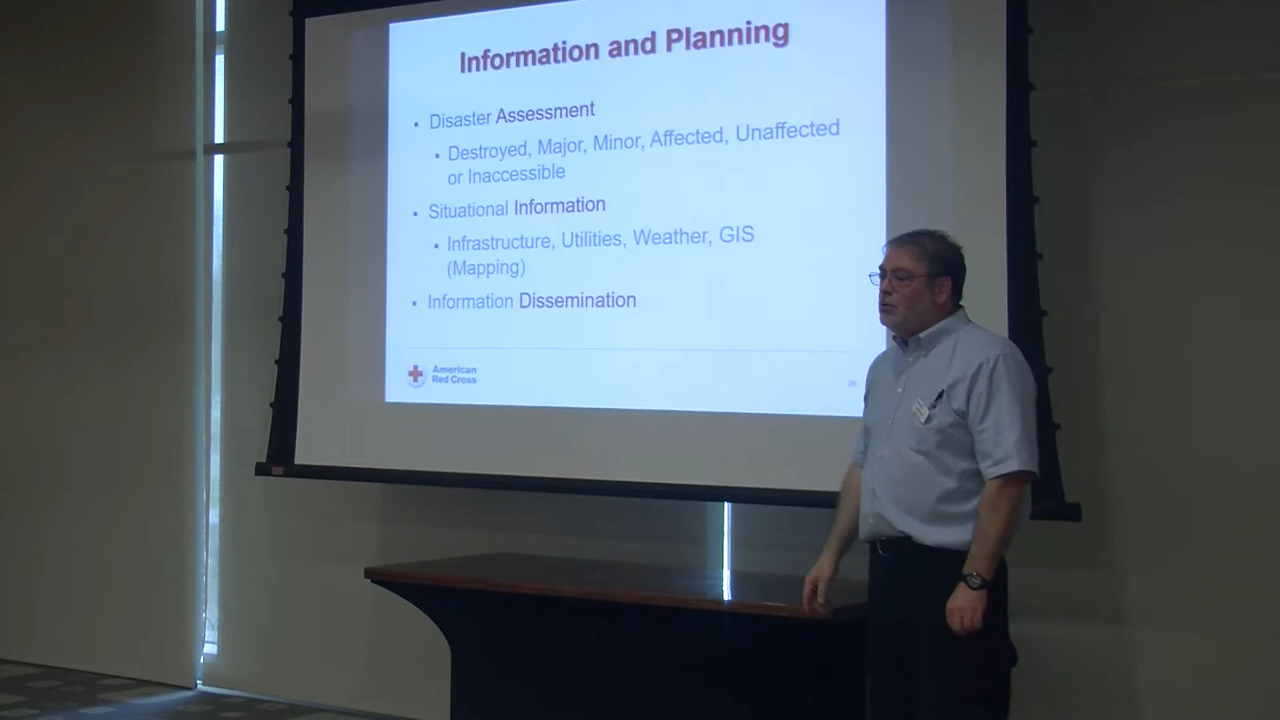 Information and Planning
Disaster Assessment
Destroyed, Major, Minor, Affected, Unaffected
or Inaccessible
Situational Information
Infrastructure, Utilities, Weather, GIS
(Mapping)
Information Dissemination
American
Red Cross